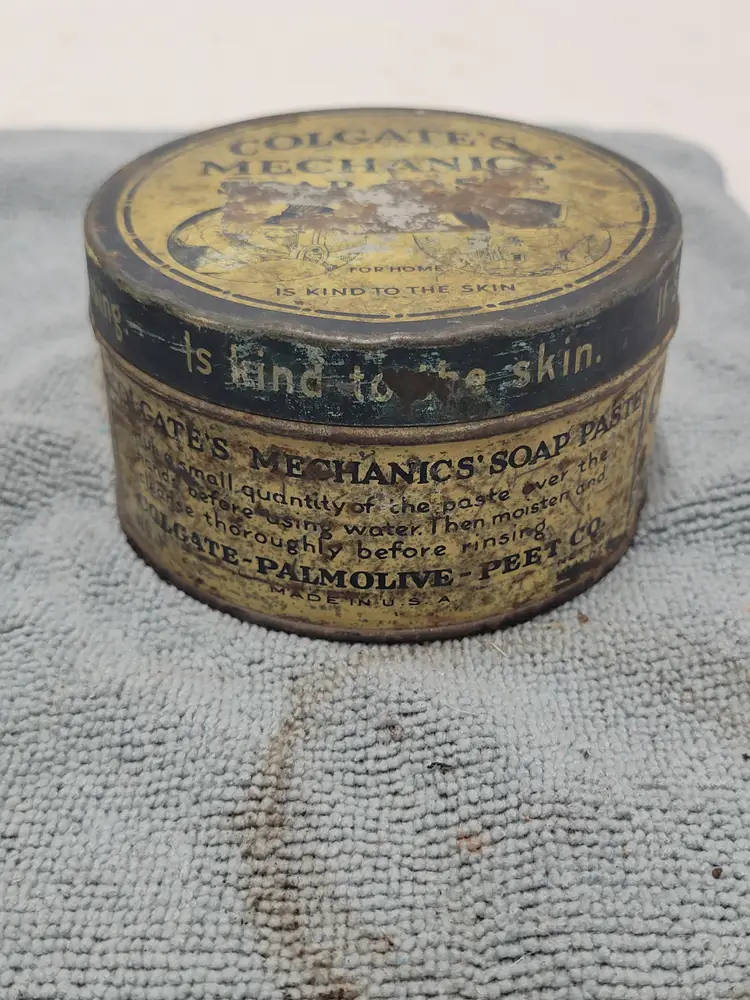 COLGATE'S
MECHANICS'
FOR HOME
IS KIND TO THE SKIN
Is kind to the skin.
COLGATE'S MECHANICS' SOAP PASTE
a small quantity of the paste over the
before using water. Then moisten and
thoroughly before rinsing.
COLGATE-PALMOLIVE-PEET CO.
MADE IN U.S.A.